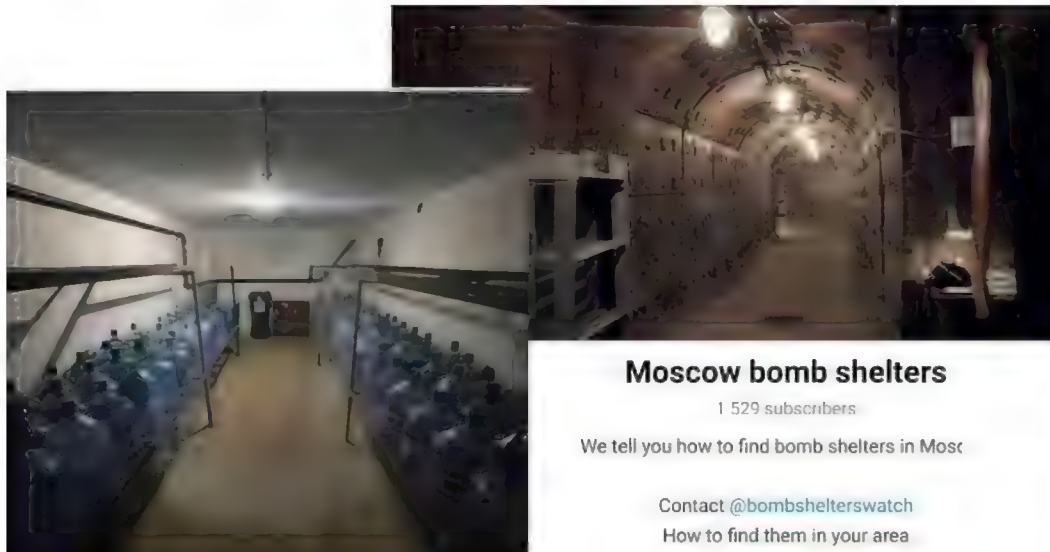 Moscow bomb shelters
1 529 subscribers
We tell you how to find bomb shelters in Mosc
Contact @bombshelterswatch
How to find them in your area